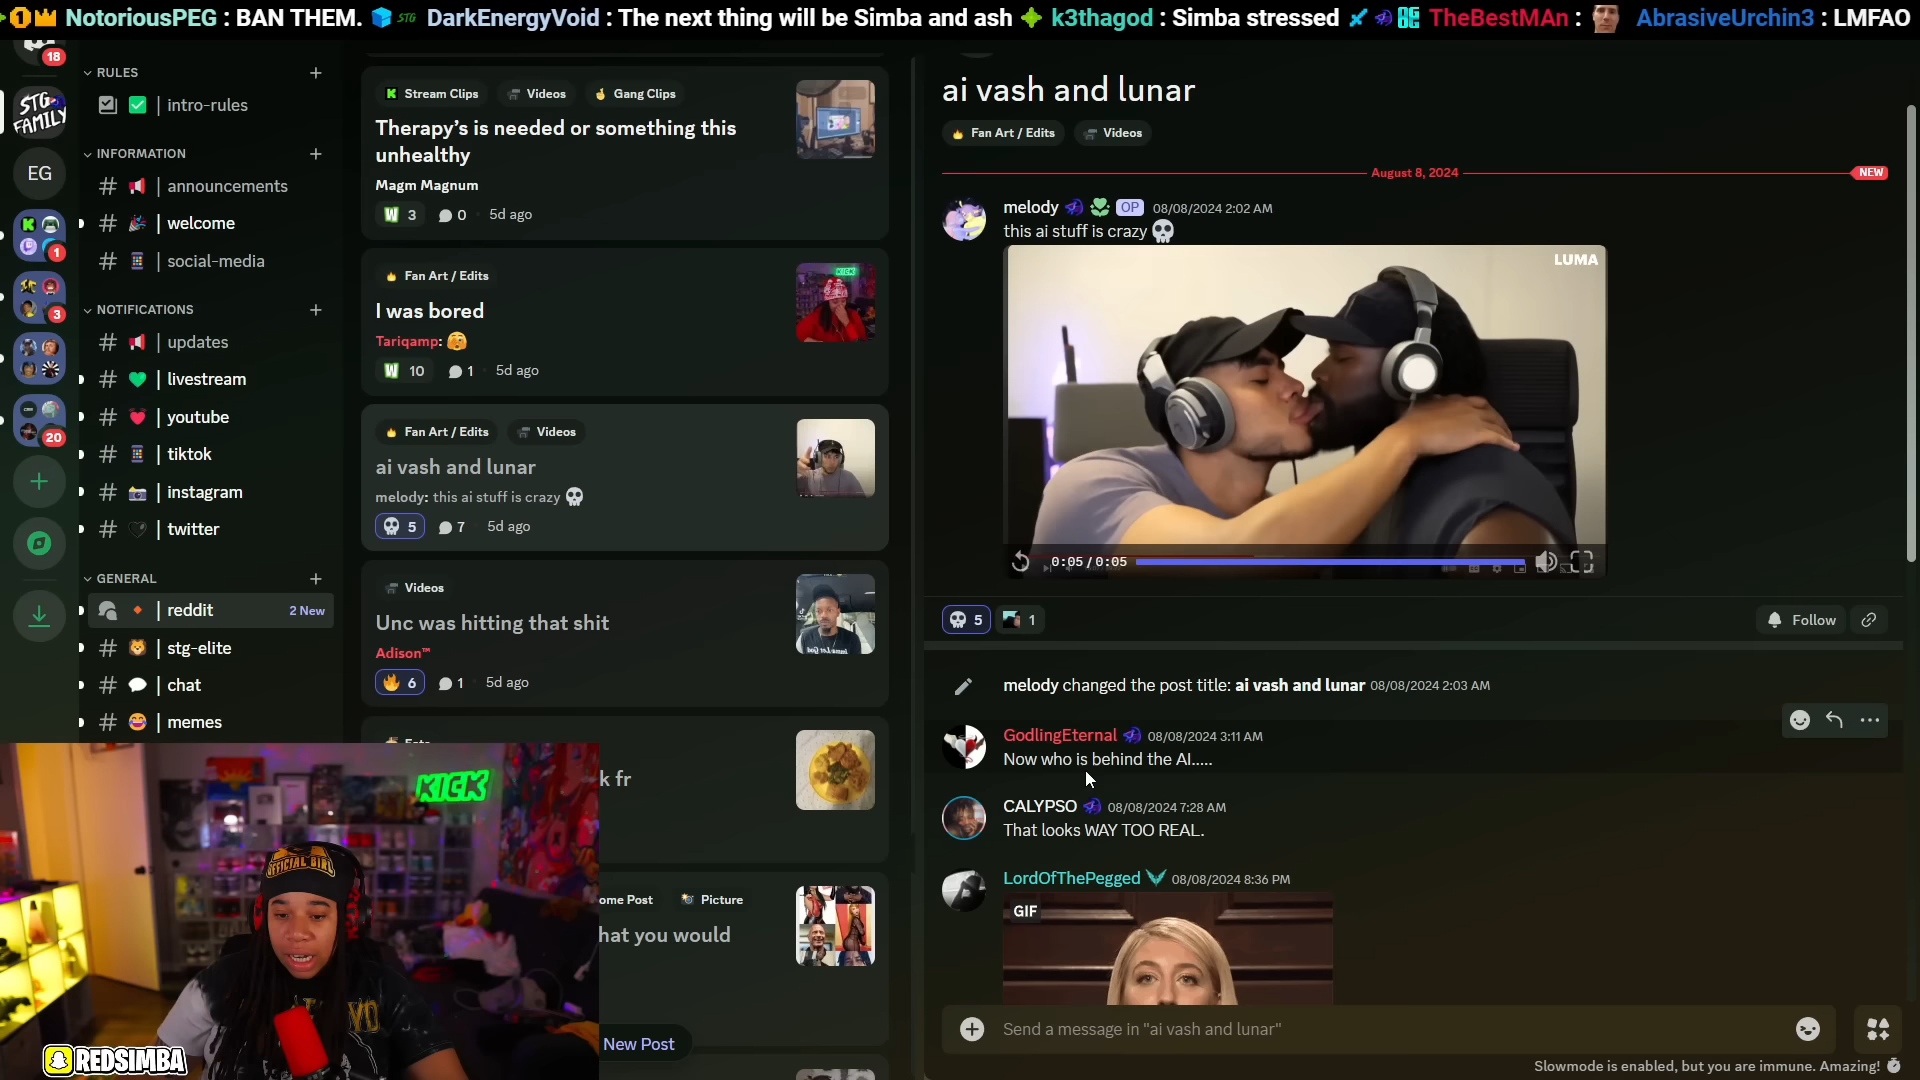 NotoriousPEG : BAN THEM. STG DarkEnergyVoid : The next thing will be Simba and ash k3thagod : Simba stressed TheBestMAn : AbrasiveUrchin3 : LMFAO
18
STG FAMILY
EG
1
3
20
RULES
intro-rules
INFORMATION
announcements
welcome
social-media
NOTIFICATIONS
updates
livestream
youtube
tiktok
instagram
twitter
GENERAL
reddit 2 New
stg-elite
chat
memes
Stream Clips Videos Gang Clips
Therapy’s is needed or something this
unhealthy
Magm Magnum
3 0 5d ago
Fan Art / Edits
I was bored
Tariqamp:
10 1 5d ago
KICK
Fan Art / Edits Videos
ai vash and lunar
melody: this ai stuff is crazy
5 7 5d ago
Videos
Unc was hitting that shit
Adison™
6 1 5d ago
k fr
ome Post Picture
hat you would
New Post
ai vash and lunar
Fan Art / Edits Videos
August 8, 2024 NEW
melody OP 08/08/2024 2:02 AM
this ai stuff is crazy
LUMA
0:05/0:05
5 1 Follow
melody changed the post title: ai vash and lunar 08/08/2024 2:03 AM
GodlingEternal 08/08/2024 3:11 AM
Now who is behind the AI.....
CALYPSO 08/08/2024 7:28 AM
That looks WAY TOO REAL.
LordOfThePegged 08/08/2024 8:36 PM
GIF
Send a message in "ai vash and lunar"
Slowmode is enabled, but you are immune. Amazing!
KICK
OFFICIAL GIRL
REDSIMBA